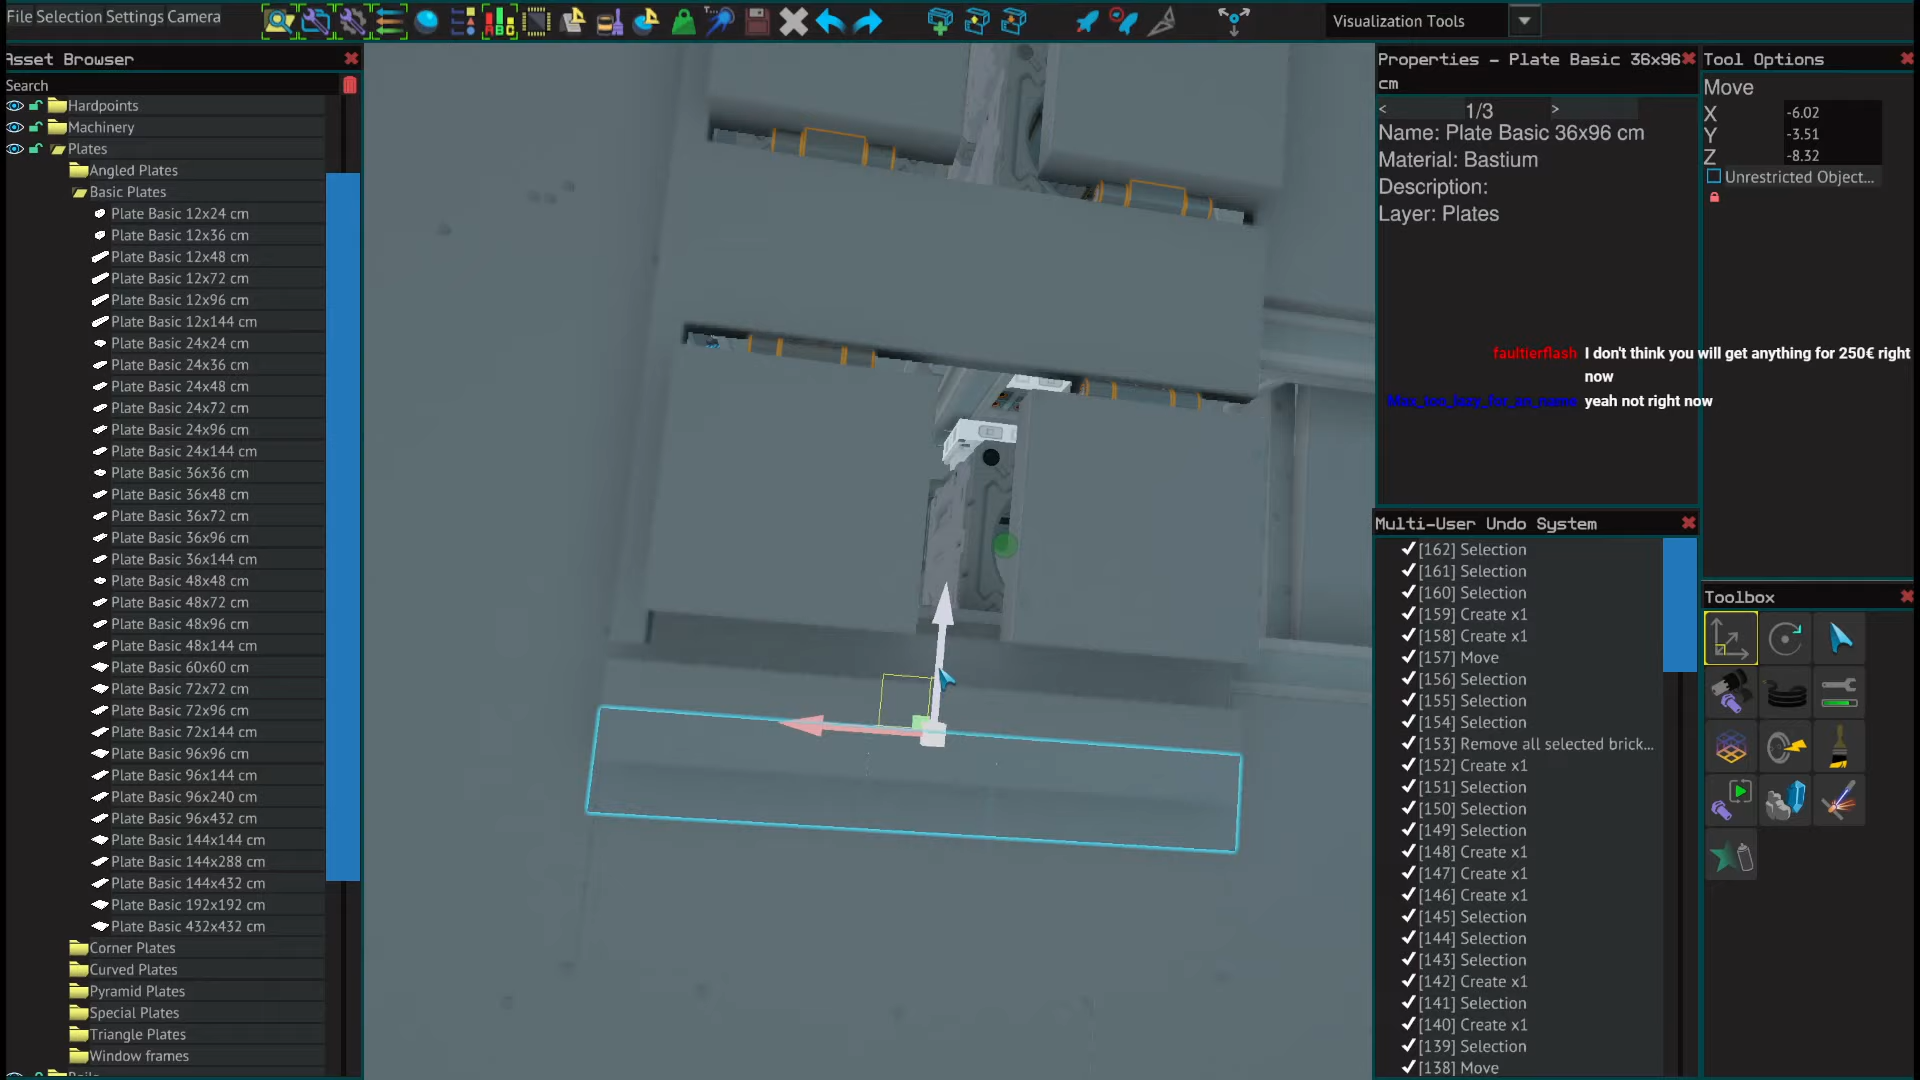 File Selection Settings Camera
Visualization Tools
Asset Browser
Search
Hardpoints
Machinery
Plates
Angled Plates
Basic Plates
Plate Basic 12x24 cm
Plate Basic 12x36 cm
Plate Basic 12x48 cm
Plate Basic 12x72 cm
Plate Basic 12x96 cm
Plate Basic 12x144 cm
Plate Basic 24x24 cm
Plate Basic 24x36 cm
Plate Basic 24x48 cm
Plate Basic 24x72 cm
Plate Basic 24x96 cm
Plate Basic 24x144 cm
Plate Basic 36x36 cm
Plate Basic 36x48 cm
Plate Basic 36x72 cm
Plate Basic 36x96 cm
Plate Basic 36x144 cm
Plate Basic 48x48 cm
Plate Basic 48x72 cm
Plate Basic 48x96 cm
Plate Basic 48x144 cm
Plate Basic 60x60 cm
Plate Basic 72x72 cm
Plate Basic 72x96 cm
Plate Basic 72x144 cm
Plate Basic 96x96 cm
Plate Basic 96x144 cm
Plate Basic 96x240 cm
Plate Basic 96x432 cm
Plate Basic 144x144 cm
Plate Basic 144x288 cm
Plate Basic 144x432 cm
Plate Basic 192x192 cm
Plate Basic 432x432 cm
Corner Plates
Curved Plates
Pyramid Plates
Special Plates
Triangle Plates
Window frames
Properties - Plate Basic 36x96
cm
< 1/3 >
Name: Plate Basic 36x96 cm
Material: Bastium
Description:
Layer: Plates
faultierflash I don't think you will get anything for 250€ right
now
yeah not right now
Tool Options
Move
X -6.02
Y -3.51
Z -8.32
Unrestricted Object...
Multi-User Undo System
[162] Selection
[161] Selection
[160] Selection
[159] Create x1
[158] Create x1
[157] Move
[156] Selection
[155] Selection
[154] Selection
[153] Remove all selected brick...
[152] Create x1
[151] Selection
[150] Selection
[149] Selection
[148] Create x1
[147] Create x1
[146] Create x1
[145] Selection
[144] Selection
[143] Selection
[142] Create x1
[141] Selection
[140] Create x1
[139] Selection
[138] Move
Toolbox